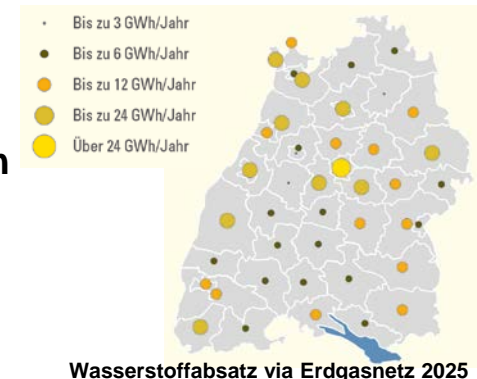 Bis zu 3 GWh/Jahr
Bis zu 6 GWh/Jahr
Bis zu 12 GWh/Jahr
Bis zu 24 GWh/Jahr
Über 24 GWh/Jahr
n
Wasserstoffabsatz via Erdgasnetz 2025